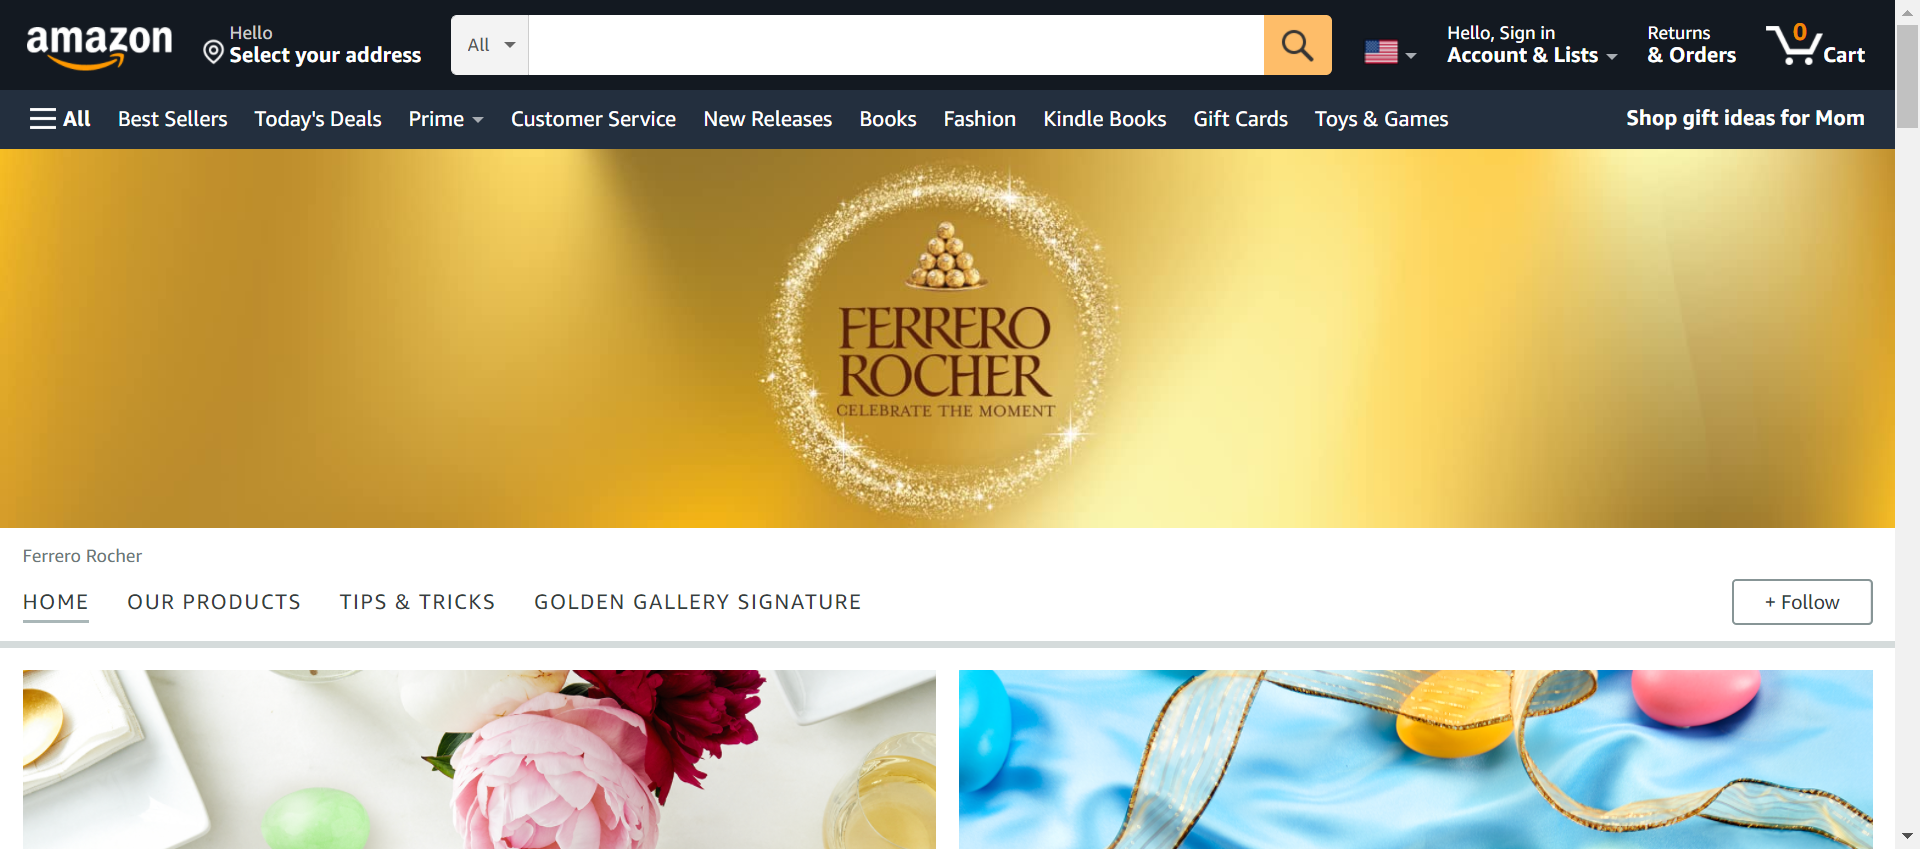 amazon
Hello
Select your address
All
Hello, Sign in
Account & Lists
Returns
& Orders
0
Cart
All
Best Sellers
Today's Deals
Prime
Customer Service
New Releases
Books
Fashion
Kindle Books
Gift Cards
Toys & Games
Shop gift ideas for Mom
FERRERO
ROCHER
CELEBRATE THE MOMENT
Ferrero Rocher
HOME
OUR PRODUCTS
TIPS & TRICKS
GOLDEN GALLERY SIGNATURE
+ Follow